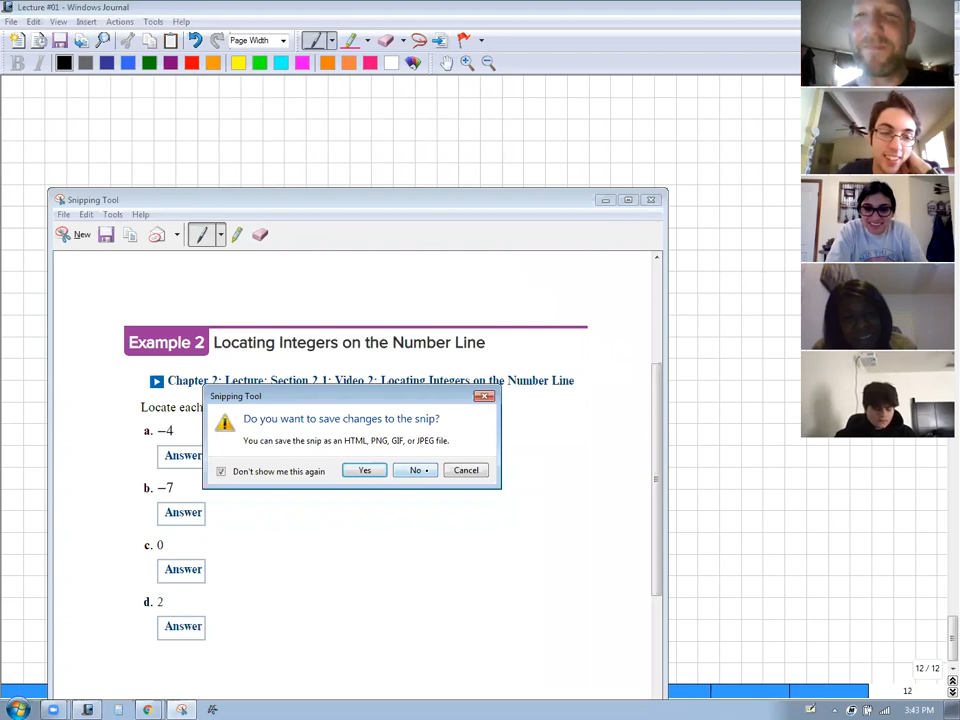 Lecture #01 - Windows Journal
File Edit View Insert Actions Tools Help
Page Width
B I
Snipping Tool
File Edit Tools Help
New
Example 2 Locating Integers on the Number Line
Chapter 2: Lecture: Section 2.1: Video 2: Locating Integers on the Number Line
Locate each
a. −4
Answer
b. −7
Answer
c. 0
Answer
d. 2
Answer
Snipping Tool
Do you want to save changes to the snip?
You can save the snip as an HTML, PNG, GIF, or JPEG file.
Don't show me this again
Yes No Cancel
12 / 12
12
3:43 PM